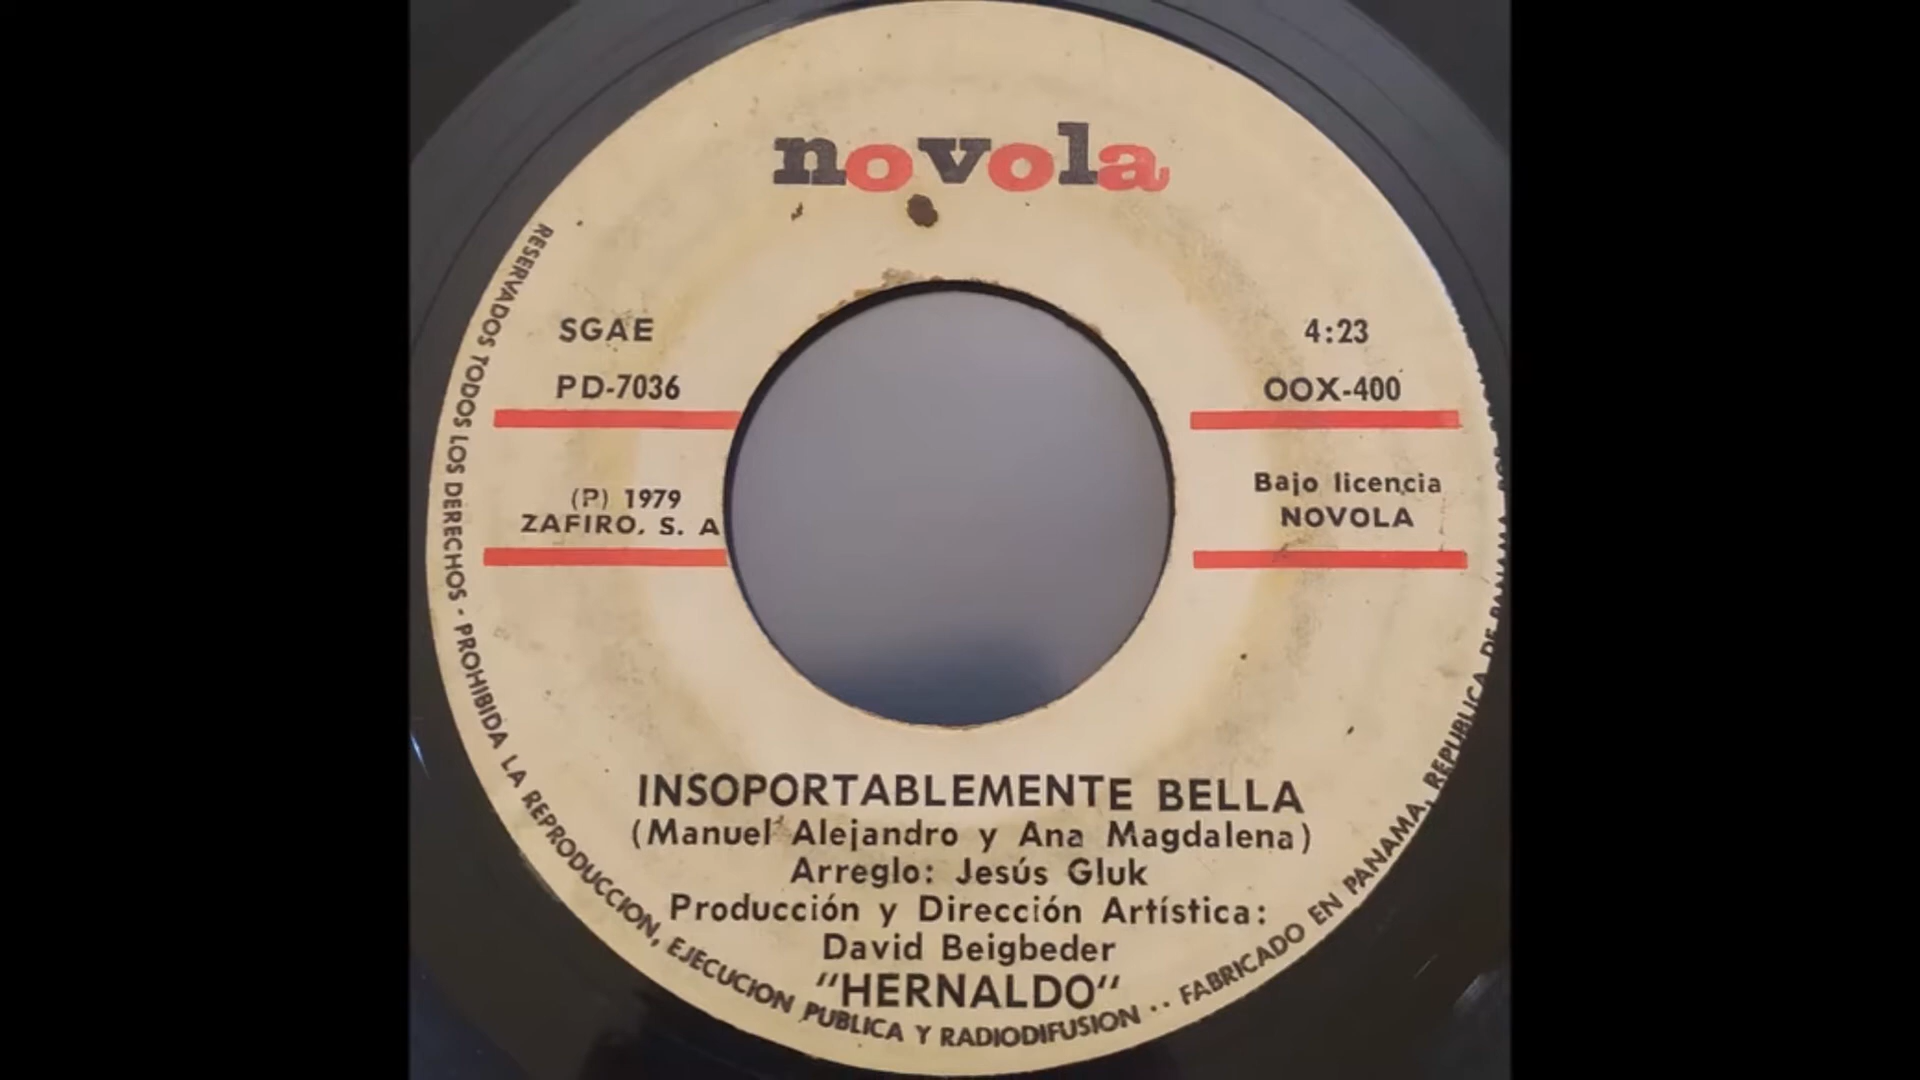 novola
SGAE
PD-7036
4:23
OOX-400
(P) 1979
ZAFIRO, S. A
Bajo licencia
NOVOLA
INSOPORTABLEMENTE BELLA
(Manuel Alejandro y Ana Magdalena)
Arreglo: Jesús Gluk
Producción y Dirección Artística:
David Beigbeder
"HERNALDO"
RESERVADOS TODOS LOS DERECHOS · PROHIBIDA LA REPRODUCCION, EJECUCION PUBLICA Y RADIODIFUSION .. FABRICADO EN PANAMA, REPUBLICA DE PANAMA